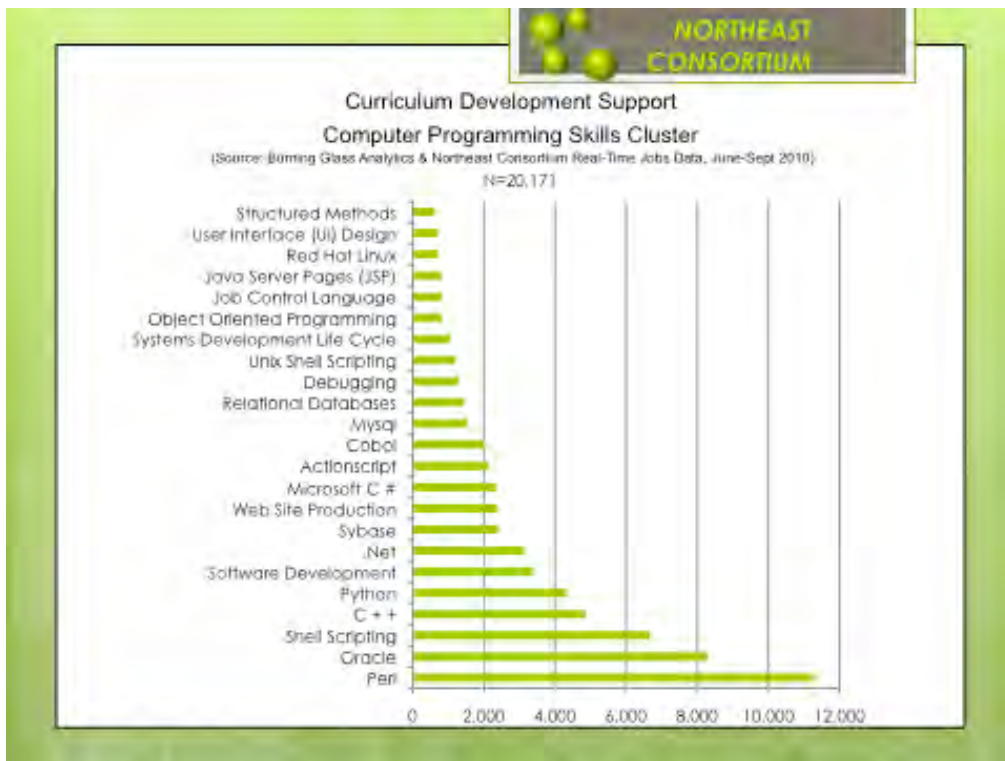 NORTHEAST
CONSORTIUM
Curriculum Development Support
Computer Programming Skills Cluster
(Source: Burning Glass Analytics & Northeast Consortium Real-Time Jobs Data, June-Sept 2010)
N=20,171
Structured Methods
User Interface (UI) Design
Red Hat Linux
Java Server Pages (JSP)
Job Control Language
Object Oriented Programming
Systems Development Life Cycle
Unix Shell Scripting
Debugging
Relational Databases
Mysql
Cobol
Actionscript
Microsoft C #
Web Site Production
Sybase
.Net
Software Development
Python
C + +
Shell Scripting
Oracle
Perl
0 2,000 4,000 6,000 8,000 10,000 12,000